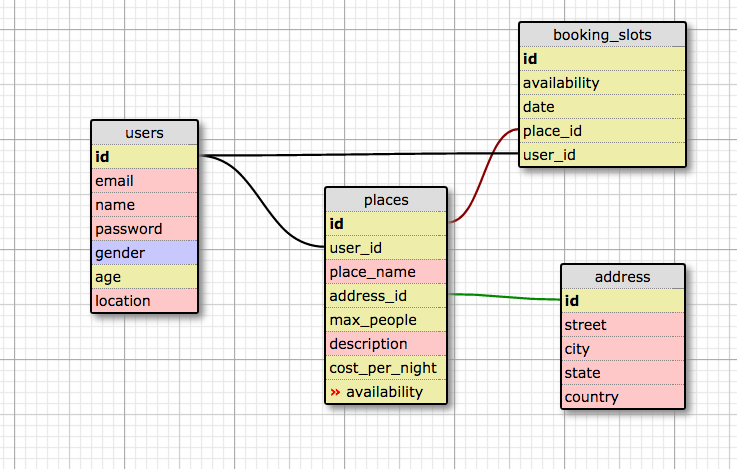 users
id
email
name
password
gender
age
location
places
id
user_id
place_name
address_id
max_people
description
cost_per_night
» availability
booking_slots
id
availability
date
place_id
user_id
address
id
street
city
state
country